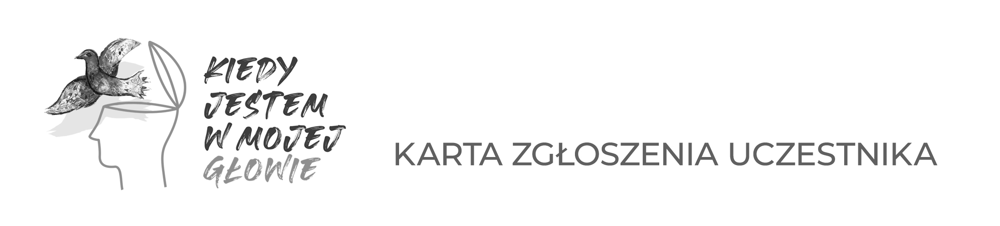 KIEDY
JESTEM
W MOJEJ
GŁOWIE
KARTA ZGŁOSZENIA UCZESTNIKA